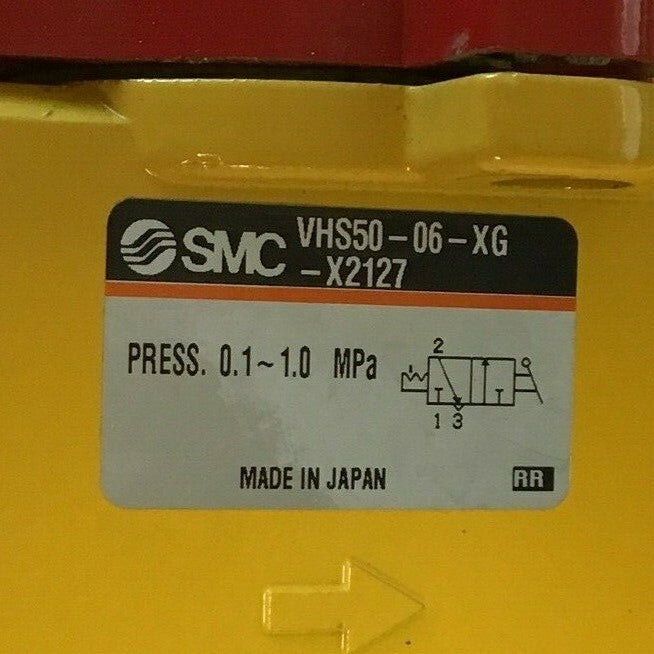 SMC VHS50-06-XG
-X2127
PRESS. 0.1~1.0 MPa
2
1 3
MADE IN JAPAN
RR